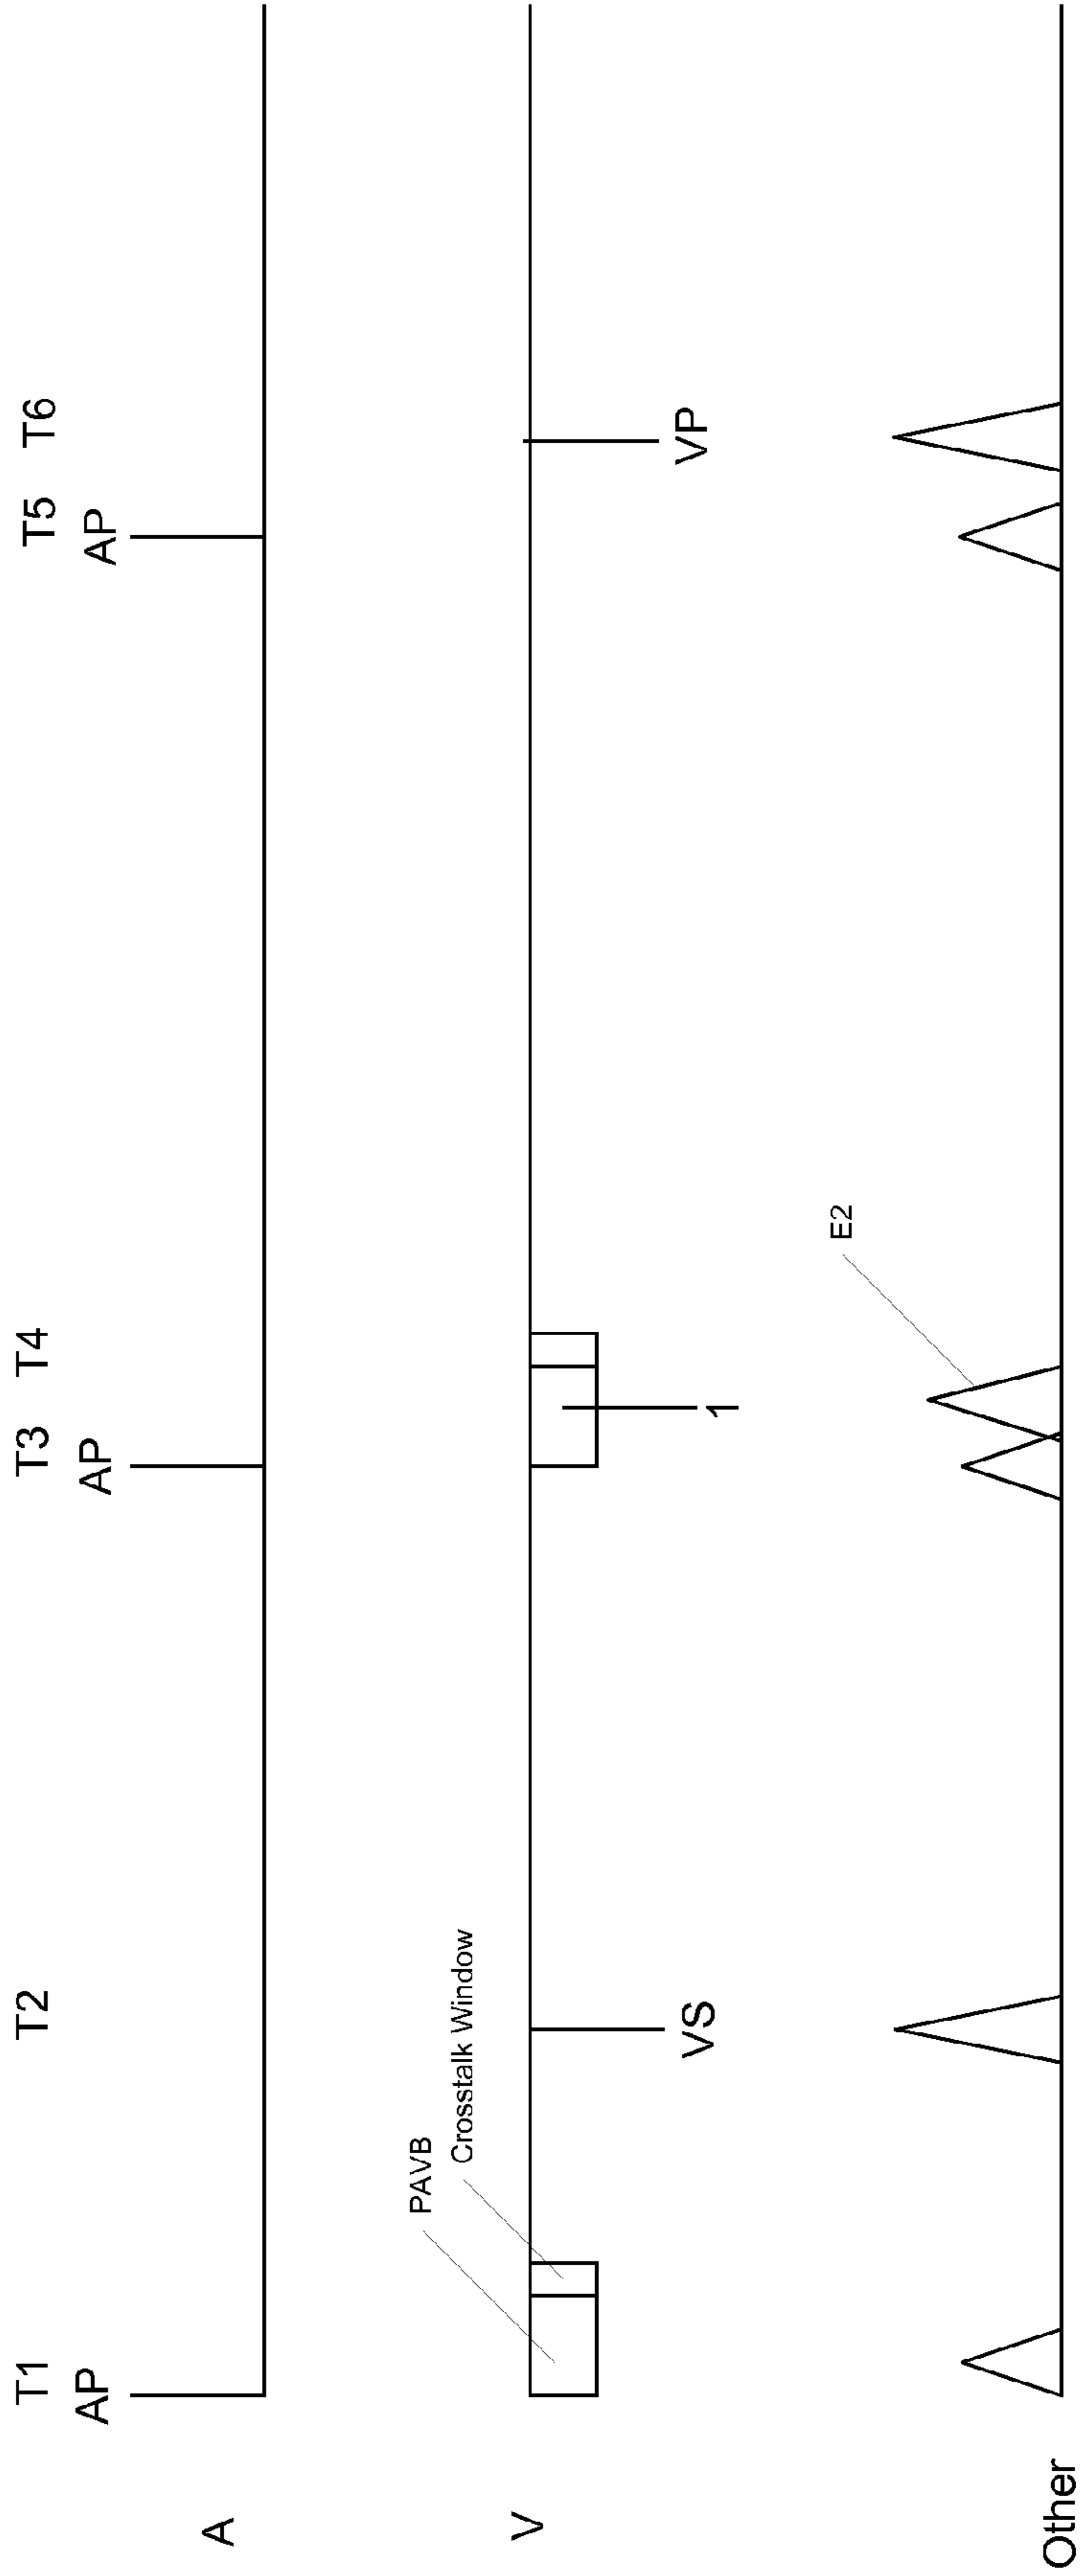 T1
T2
T3
T4
T5
T6
AP
AP
AP
A
PAVB
Crosstalk Window
V
VS
1
VP
E2
Other